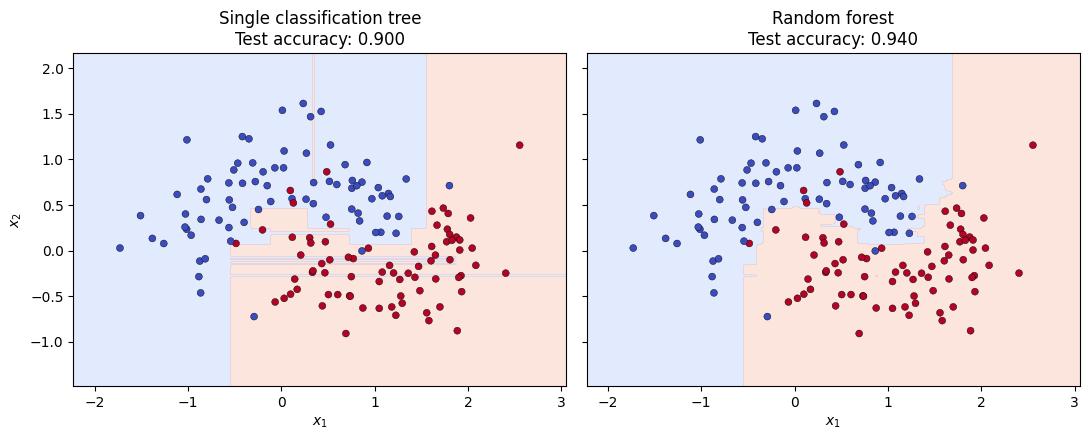 Single classification tree
Test accuracy: 0.900
Random forest
Test accuracy: 0.940
2.0
1.5
1.0
0.5
0.0
−0.5
−1.0
x₂
−2
−1
0
1
2
3
x₁
−2
−1
0
1
2
3
x₁